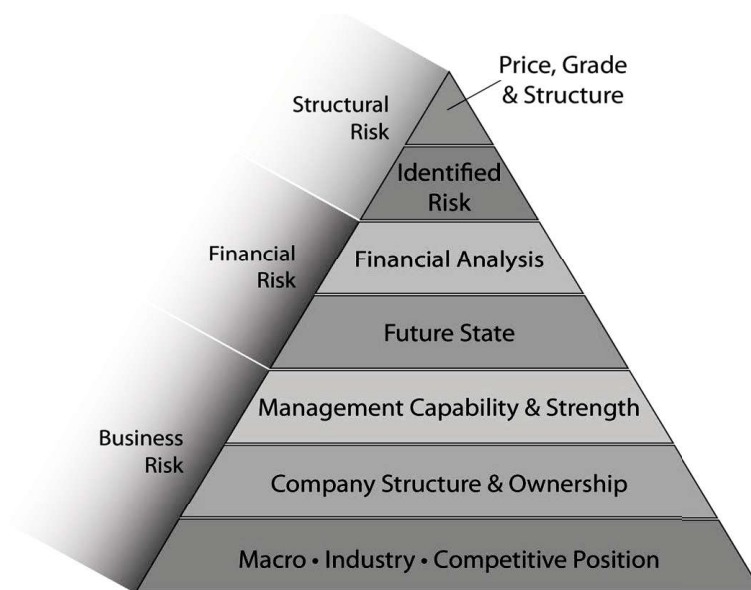 Price, Grade
& Structure
Structural
Risk
Identified
Risk
Financial
Risk
Financial Analysis
Future State
Management Capability & Strength
Business
Risk
Company Structure & Ownership
Macro • Industry • Competitive Position